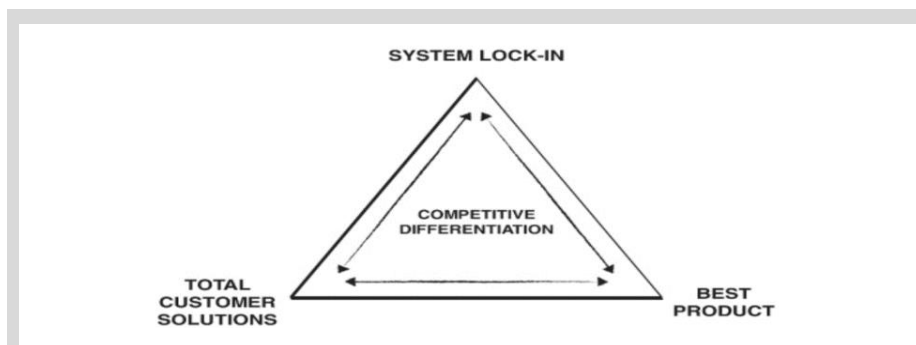 SYSTEM LOCK-IN
COMPETITIVE
DIFFERENTIATION
TOTAL
CUSTOMER
SOLUTIONS
BEST
PRODUCT